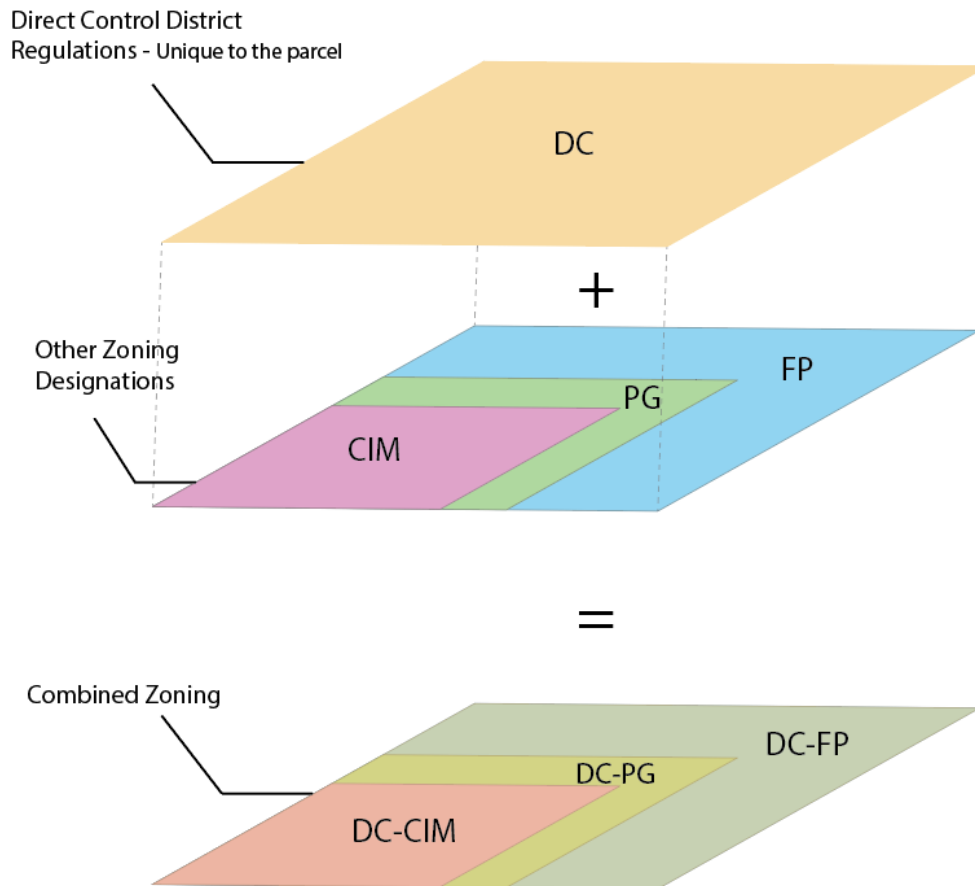 Direct Control District
Regulations - Unique to the parcel
DC
+
Other Zoning
Designations
FP
PG
CIM
=
Combined Zoning
DC-FP
DC-PG
DC-CIM